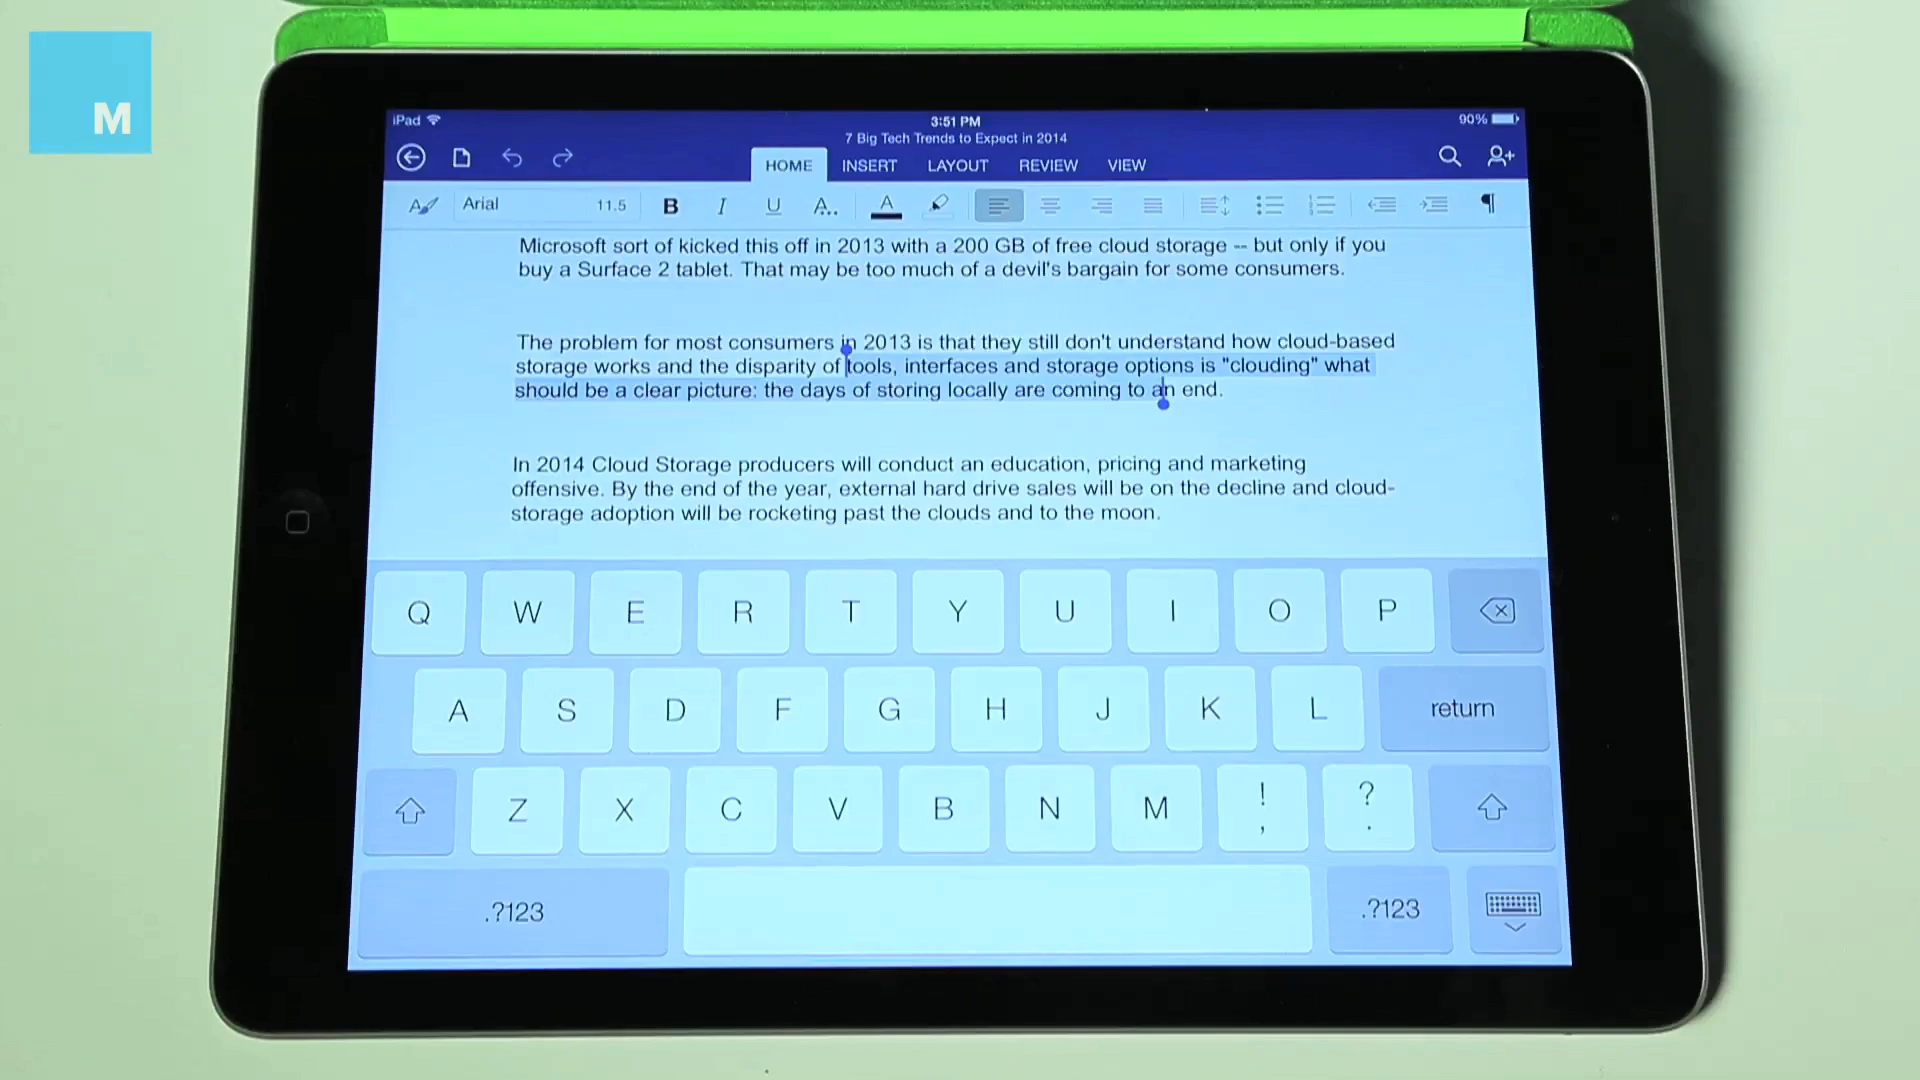 M
iPad
3:51 PM
90%
7 Big Tech Trends to Expect in 2014
HOME INSERT LAYOUT REVIEW VIEW
Arial 11.5 B I U A.. A
Microsoft sort of kicked this off in 2013 with a 200 GB of free cloud storage -- but only if you
buy a Surface 2 tablet. That may be too much of a devil's bargain for some consumers.
The problem for most consumers in 2013 is that they still don't understand how cloud-based
storage works and the disparity of tools, interfaces and storage options is "clouding" what
should be a clear picture: the days of storing locally are coming to an end.
In 2014 Cloud Storage producers will conduct an education, pricing and marketing
offensive. By the end of the year, external hard drive sales will be on the decline and cloud-
storage adoption will be rocketing past the clouds and to the moon.
Q W E R T Y U I O P
A S D F G H J K L return
Z X C V B N M ! , ? .
.?123 .?123